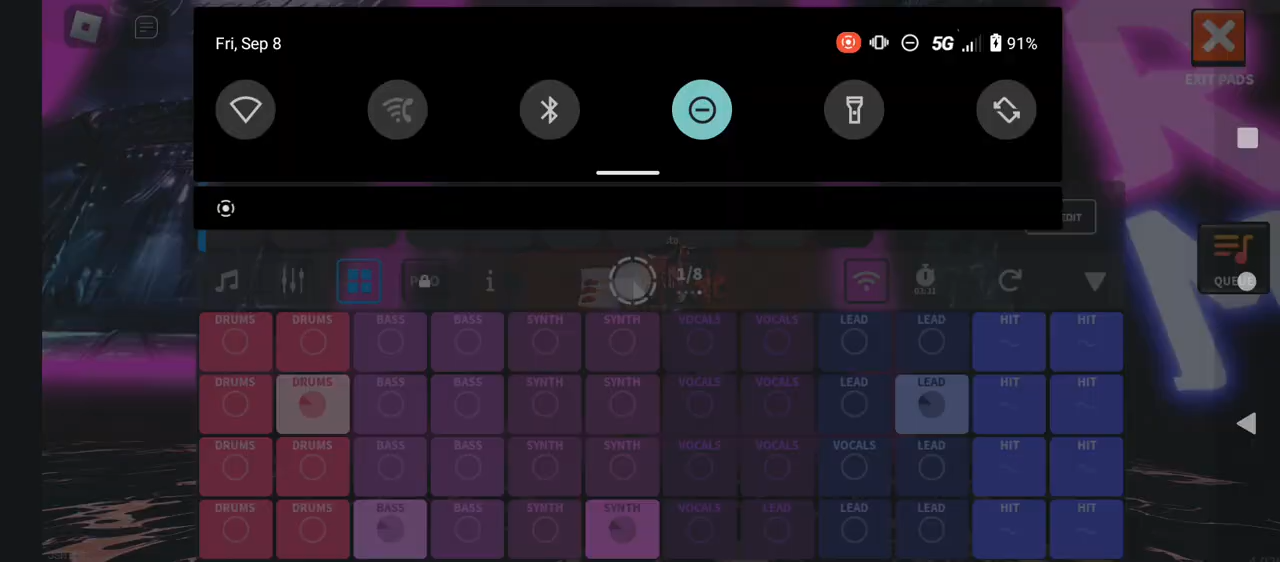 Fri, Sep 8
5G
91%
EXIT PADS
EDIT
QUEUE
1/8
03:31
DRUMS DRUMS BASS BASS SYNTH SYNTH VOCALS VOCALS LEAD LEAD HIT HIT
DRUMS DRUMS BASS BASS SYNTH SYNTH VOCALS VOCALS LEAD LEAD HIT HIT
DRUMS DRUMS BASS BASS SYNTH SYNTH VOCALS VOCALS VOCALS LEAD HIT HIT
DRUMS DRUMS BASS BASS SYNTH SYNTH VOCALS LEAD LEAD LEAD HIT HIT